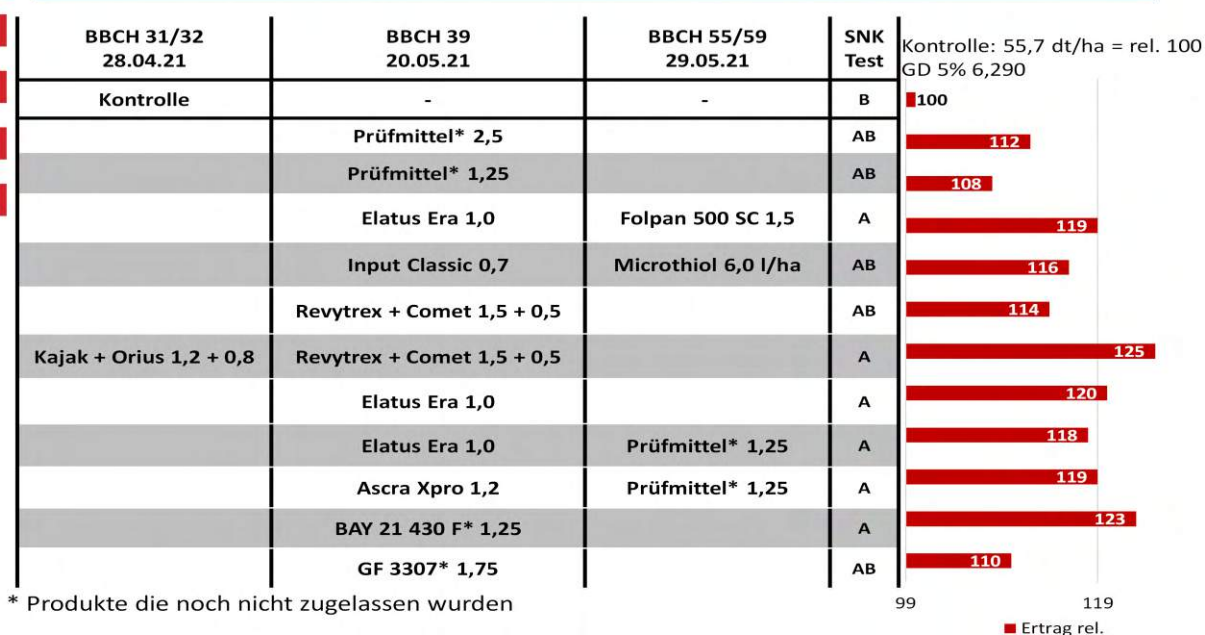 BBCH 31/32 BBCH 39 BBCH 55/59 SNK
28.04.21 20.05.21 29.05.21 Test
Kontrolle: 55,7 dt/ha = rel. 100
GD 5% 6,290
Kontrolle - - B 100
Prüfmittel* 2,5 AB 112
Prüfmittel* 1,25 AB 108
Elatus Era 1,0 Folpan 500 SC 1,5 A 119
Input Classic 0,7 Microthiol 6,0 l/ha AB 116
Revytrex + Comet 1,5 + 0,5 AB 114
Kajak + Orius 1,2 + 0,8 Revytrex + Comet 1,5 + 0,5 A 125
Elatus Era 1,0 A 120
Elatus Era 1,0 Prüfmittel* 1,25 A 118
Ascra Xpro 1,2 Prüfmittel* 1,25 A 119
BAY 21 430 F* 1,25 A 123
GF 3307* 1,75 AB 110
* Produkte die noch nicht zugelassen wurden
99 119
Ertrag rel.